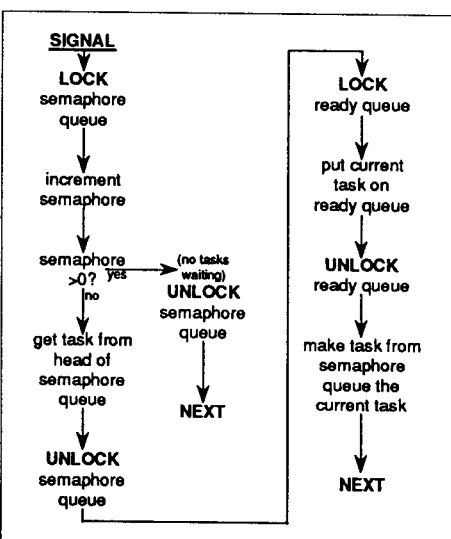 SIGNAL
LOCK
semaphore
queue
increment
semaphore
semaphore
>0?
yes
no
(no tasks
waiting)
UNLOCK
semaphore
queue
NEXT
get task from
head of
semaphore
queue
UNLOCK
semaphore
queue
LOCK
ready queue
put current
task on
ready queue
UNLOCK
ready queue
make task from
semaphore
queue the
current task
NEXT